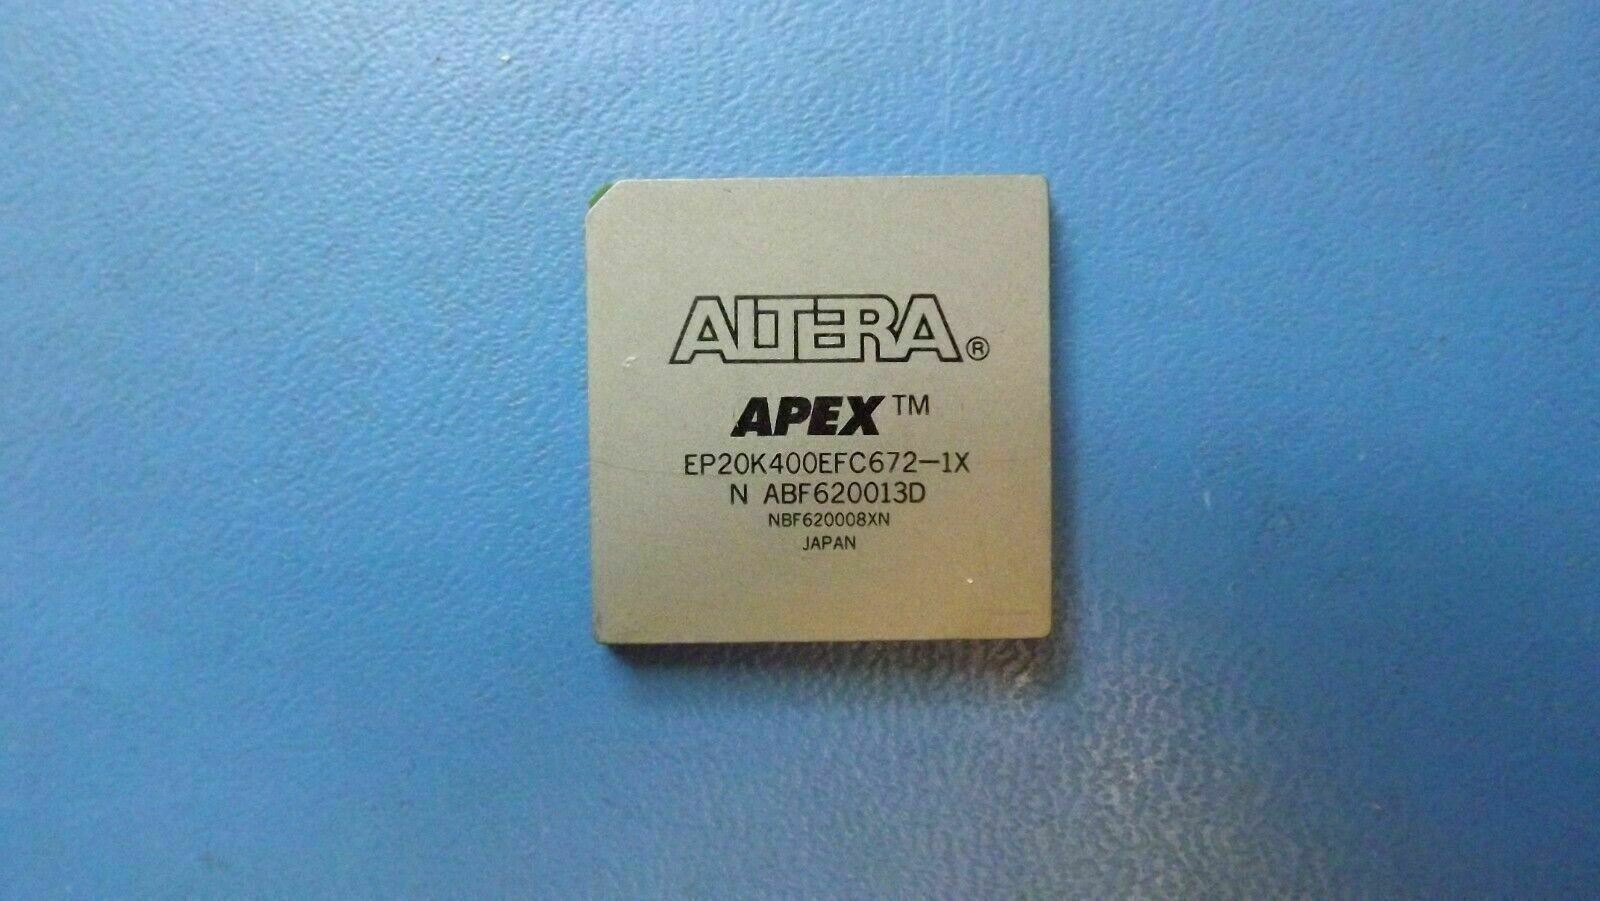 ALTERA®
APEX™
EP20K400EFC672-1X
N ABF620013D
NBF620008XN
JAPAN